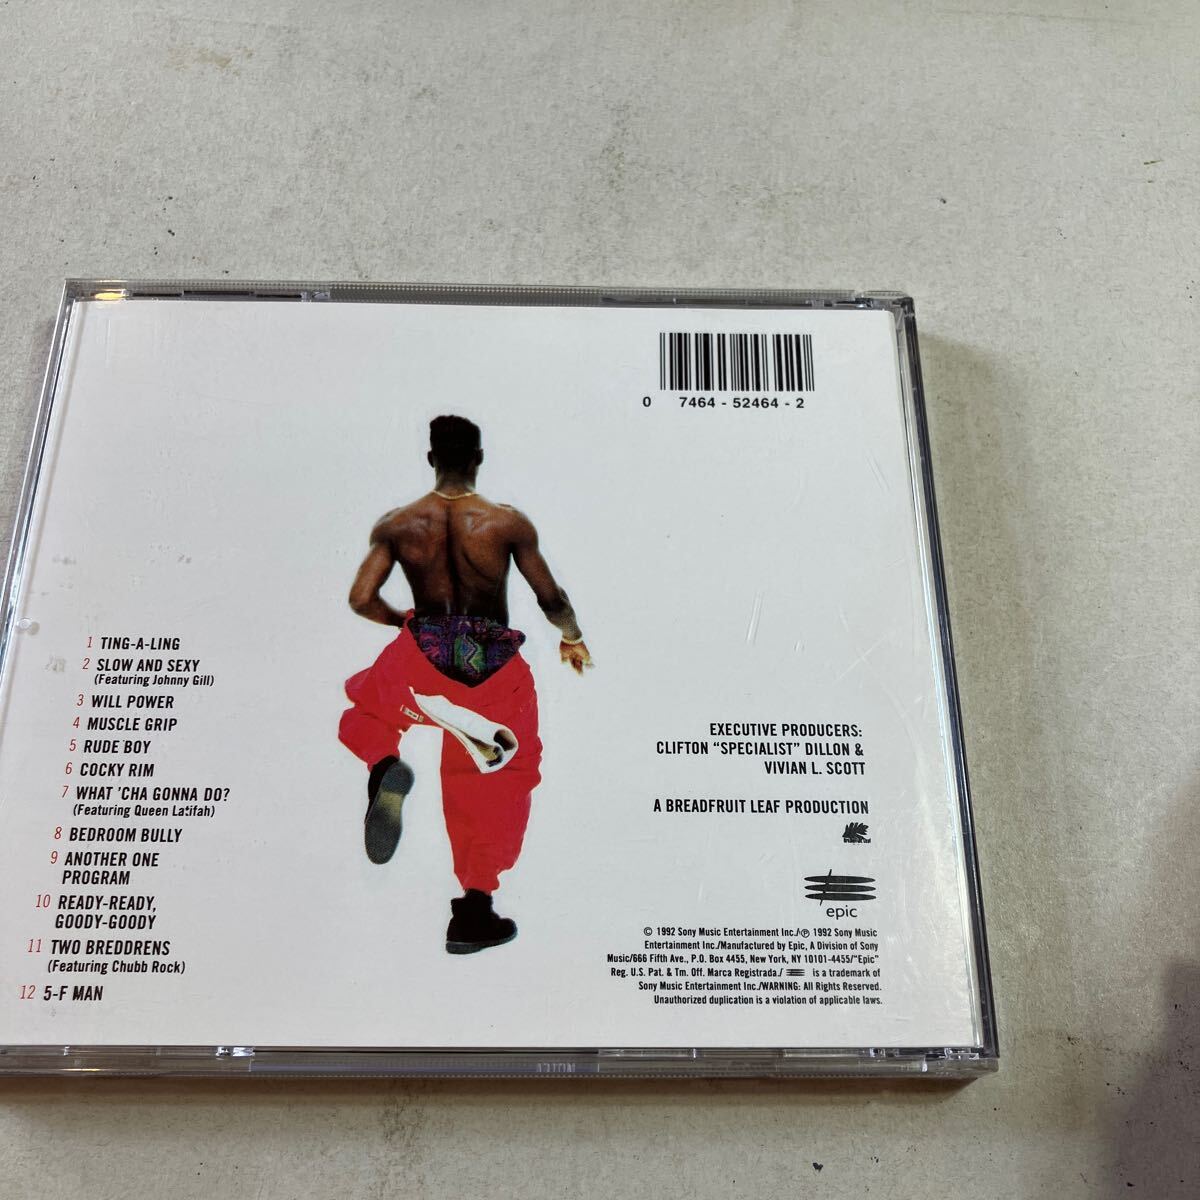 0 7464 - 52464 - 2
1 TING-A-LING
2 SLOW AND SEXY
(Featuring Johnny Gill)
3 WILL POWER
4 MUSCLE GRIP
5 RUDE BOY
6 COCKY RIM
7 WHAT 'CHA GONNA DO?
(Featuring Queen Latifah)
8 BEDROOM BULLY
9 ANOTHER ONE
PROGRAM
10 READY-READY,
GOODY-GOODY
11 TWO BREDDRENS
(Featuring Chubb Rock)
12 5-F MAN
EXECUTIVE PRODUCERS:
CLIFTON “SPECIALIST” DILLON &
VIVIAN L. SCOTT
A BREADFRUIT LEAF PRODUCTION
Breadfruit Leaf
epic
© 1992 Sony Music Entertainment Inc./℗ 1992 Sony Music
Entertainment Inc./Manufactured by Epic, A Division of Sony
Music/666 Fifth Ave., P.O. Box 4455, New York, NY 10101-4455/"Epic"
Reg. U.S. Pat. & Tm. Off. Marca Registrada./ is a trademark of
Sony Music Entertainment Inc./WARNING: All Rights Reserved.
Unauthorized duplication is a violation of applicable laws.